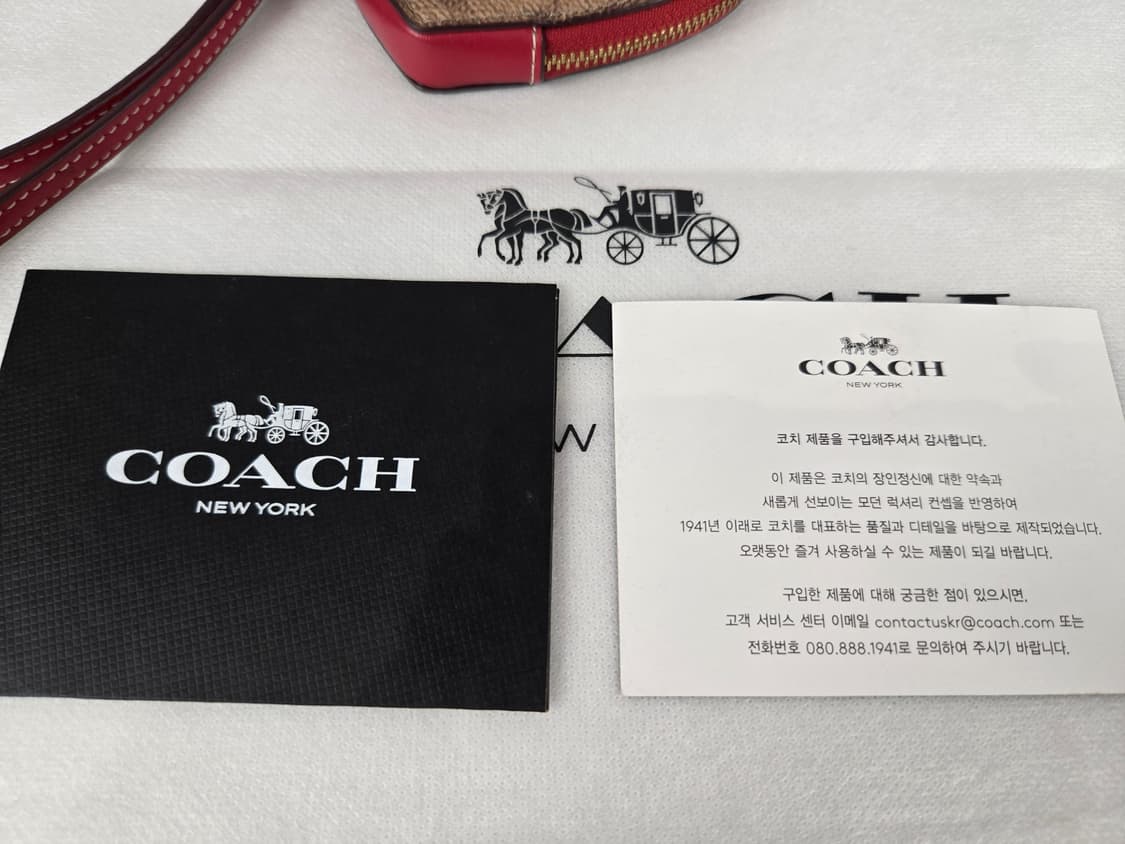 COACH
NEW YORK
COACH
NEW YORK
코치 제품을 구입해주셔서 감사합니다.
이 제품은 코치의 장인정신에 대한 약속과
새롭게 선보이는 모던 럭셔리 컨셉을 반영하여
1941년 이래로 코치를 대표하는 품질과 디테일을 바탕으로 제작되었습니다.
오랫동안 즐겨 사용하실 수 있는 제품이 되길 바랍니다.
구입한 제품에 대해 궁금한 점이 있으시면,
고객 서비스 센터 이메일 contactuskr@coach.com 또는
전화번호 080.888.1941로 문의하여 주시기 바랍니다.